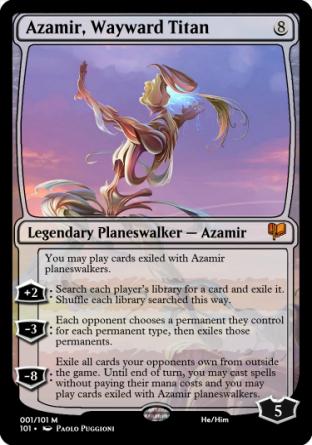 Azamir, Wayward Titan 8
Legendary Planeswalker — Azamir
You may play cards exiled with Azamir
planeswalkers.
+2: Search each player's library for a card and exile it.
Shuffle each library searched this way.
-3: Each opponent chooses a permanent they control
for each permanent type, then exiles those
permanents.
-8: Exile all cards your opponents own from outside
the game. Until end of turn, you may cast spells
without paying their mana costs and you may
play cards exiled with Azamir planeswalkers.
5
001/101 M He/Him
101 • Paolo Puggioni